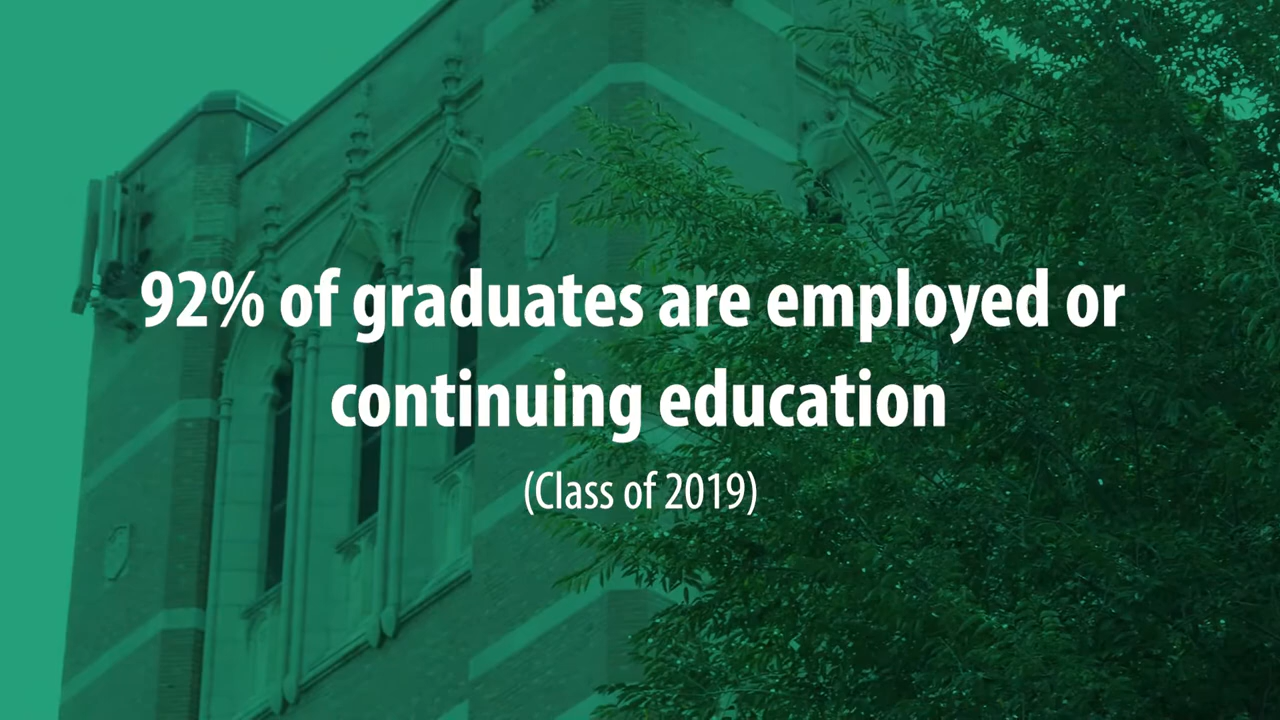 92% of graduates are employed or
continuing education
(Class of 2019)